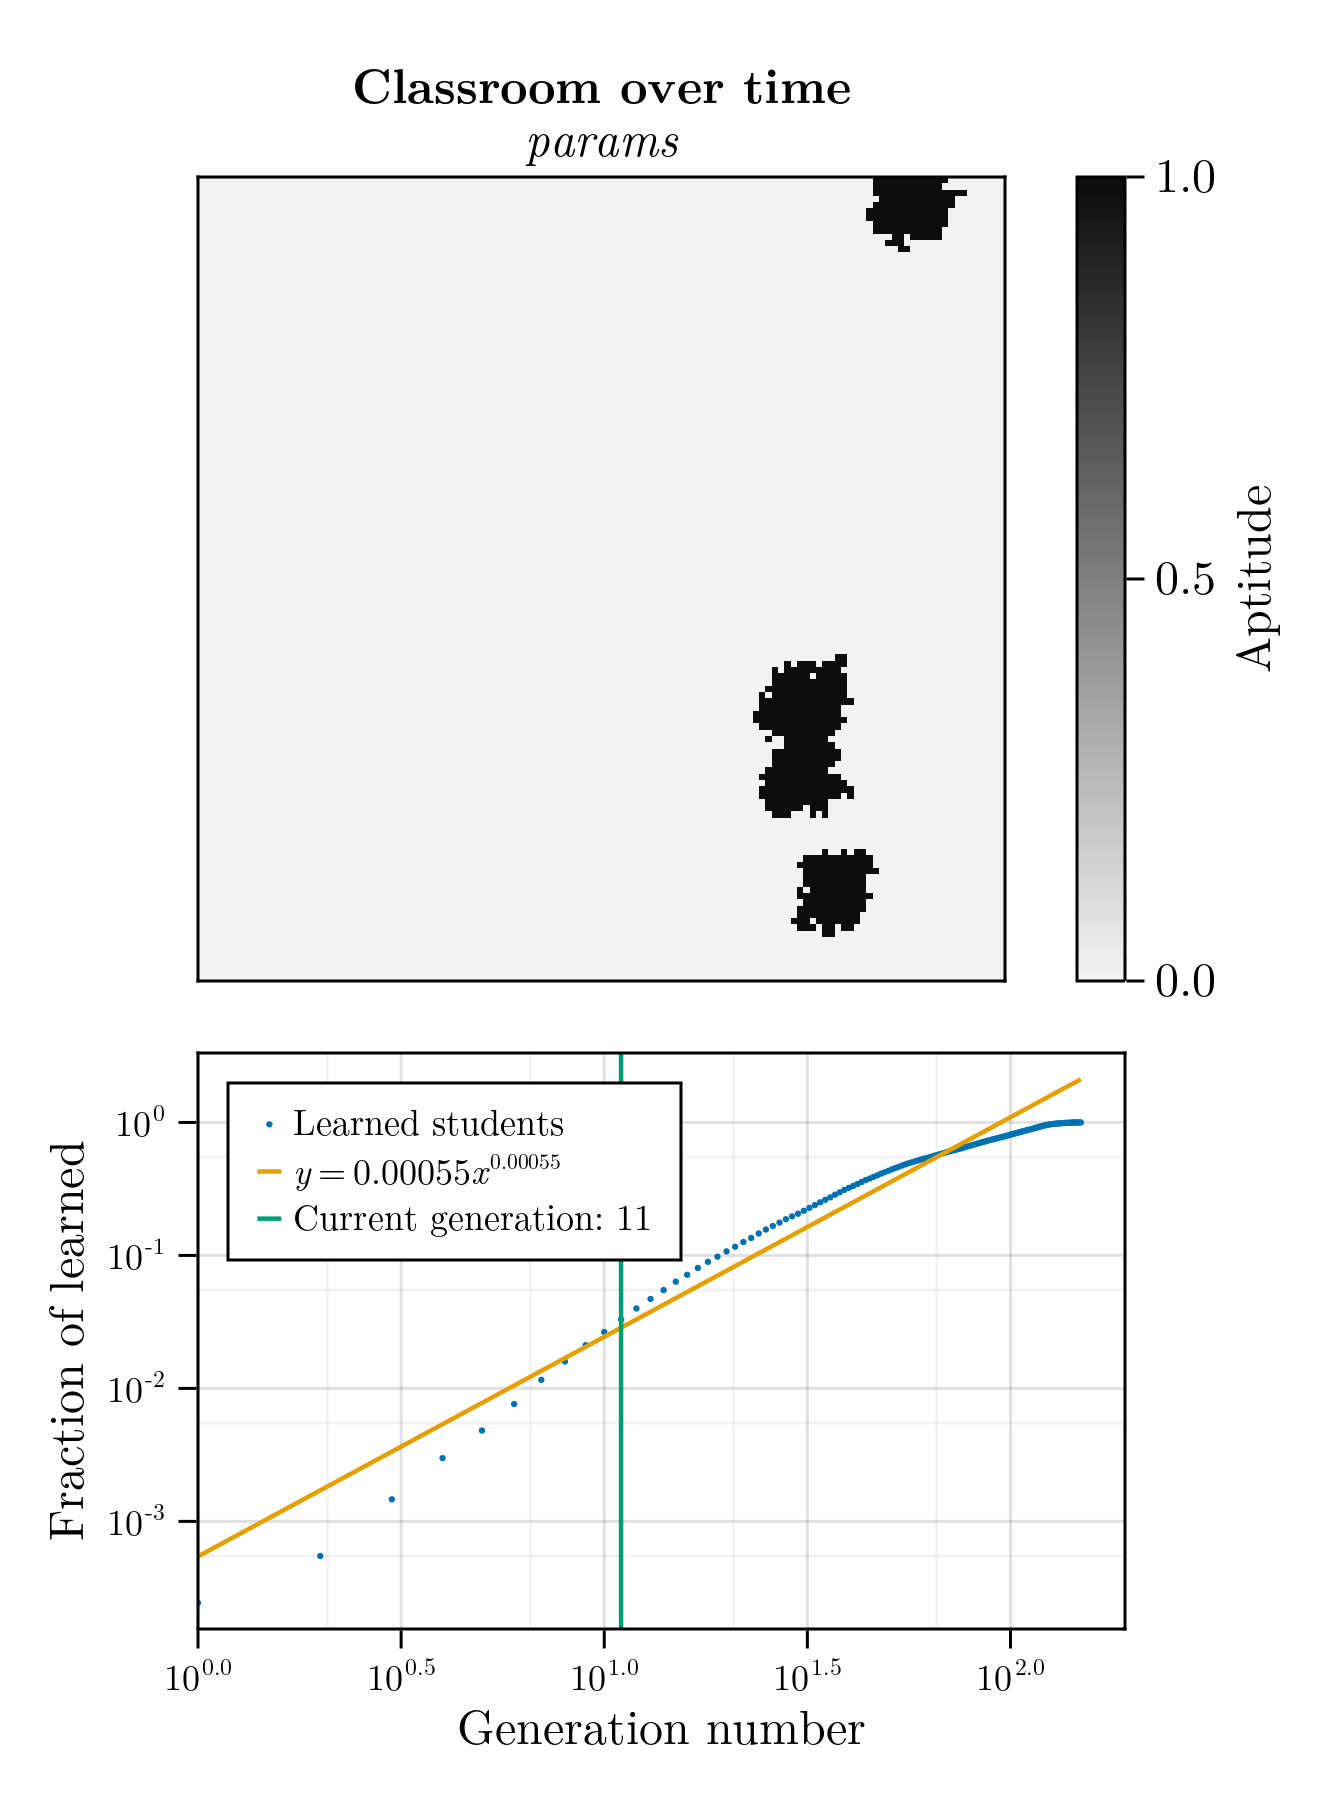 Classroom over time
params
1.0
0.5
0.0
Aptitude
Learned students
y = 0.00055x^0.00055
Current generation: 11
10^0
10^-1
10^-2
10^-3
Fraction of learned
10^0.0 10^0.5 10^1.0 10^1.5 10^2.0
Generation number